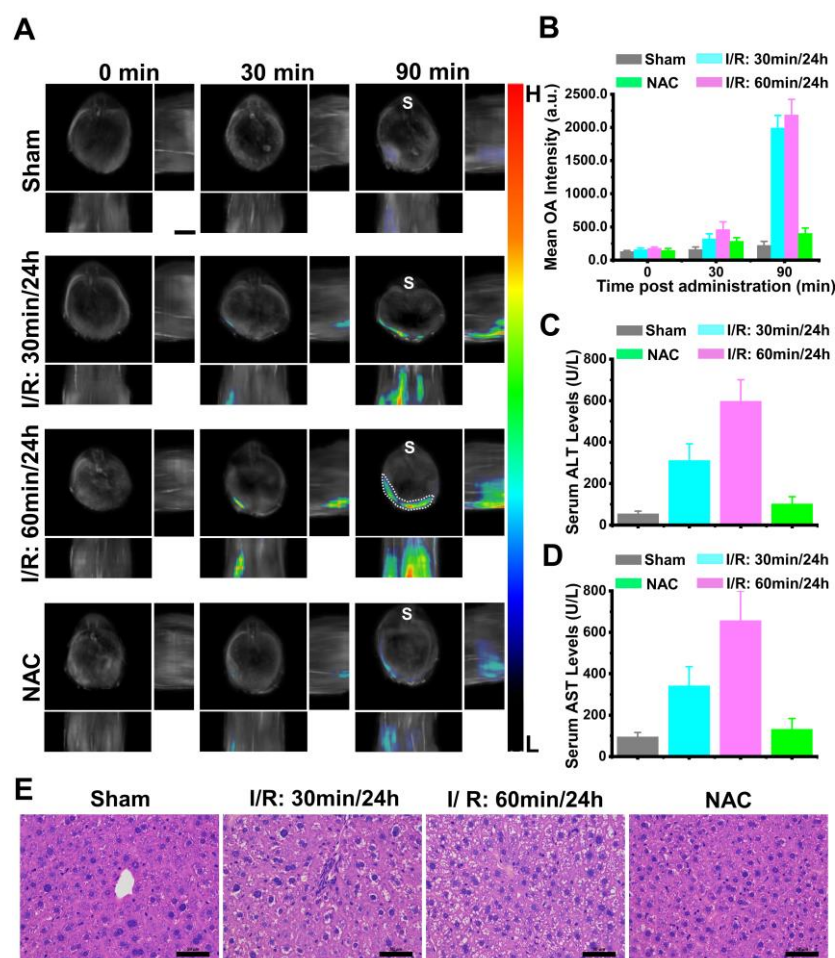 A
0 min
30 min
90 min
Sham
S
I/R: 30min/24h
S
I/R: 60min/24h
S
NAC
S
H
L
B
Sham
I/R: 30min/24h
NAC
I/R: 60min/24h
Mean OA Intensity (a.u.)
2500.0
2000.0
1500.0
1000.0
500.0
0.0
0
30
90
Time post administration (min)
C
Sham
I/R: 30min/24h
NAC
I/R: 60min/24h
Serum ALT Levels (U/L)
800
600
400
200
0
D
Sham
I/R: 30min/24h
NAC
I/R: 60min/24h
Serum AST Levels (U/L)
800
600
400
200
0
E
Sham
I/R: 30min/24h
I/ R: 60min/24h
NAC